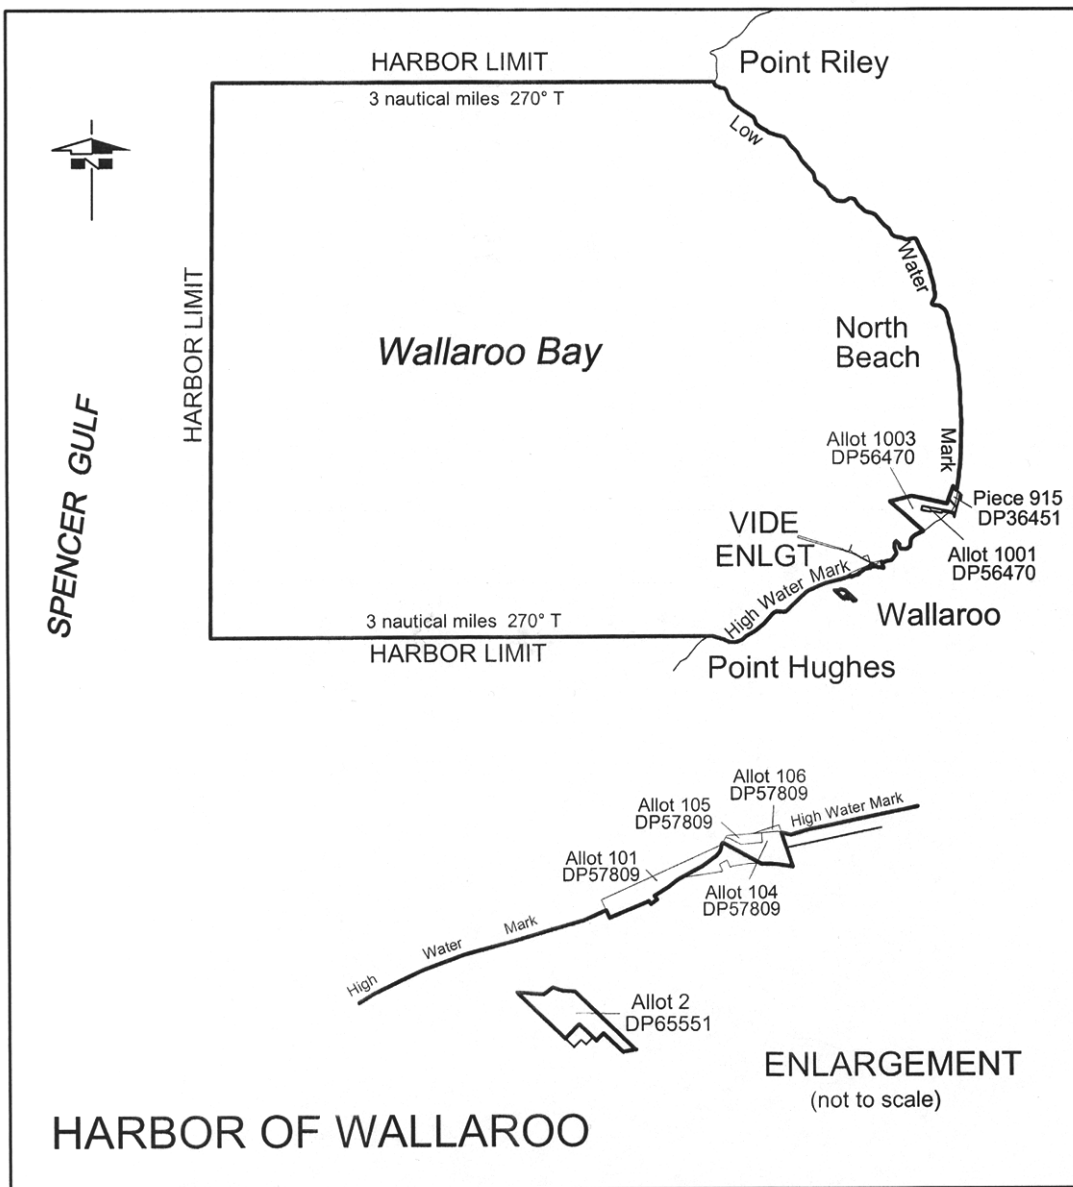 HARBOR LIMIT
Point Riley
3 nautical miles 270° T
Low
N
Water
HARBOR LIMIT
North
Beach
Wallaroo Bay
SPENCER GULF
Mark
Allot 1003
DP56470
Piece 915
DP36451
VIDE
ENLGT
Allot 1001
DP56470
High Water Mark
Wallaroo
3 nautical miles 270° T
HARBOR LIMIT
Point Hughes
Allot 106
DP57809
Allot 105
DP57809
High Water Mark
Allot 101
DP57809
Allot 104
DP57809
High Water Mark
Allot 2
DP65551
ENLARGEMENT
(not to scale)
HARBOR OF WALLAROO